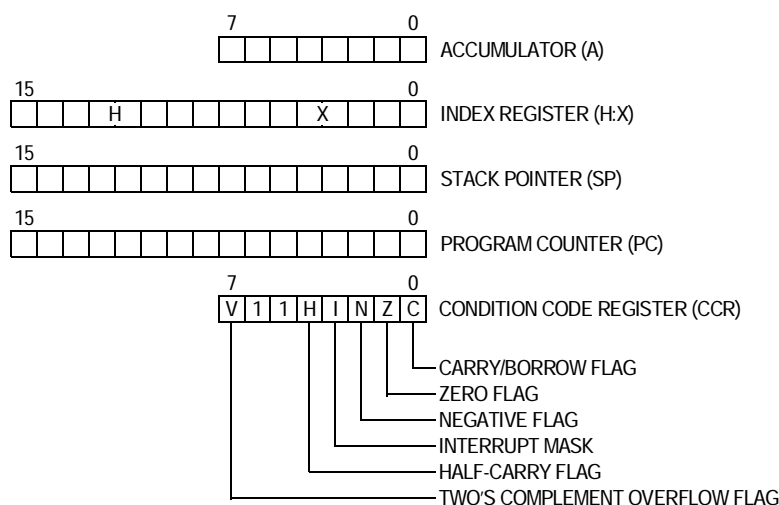 7 0
ACCUMULATOR (A)
15 0
H X INDEX REGISTER (H:X)
15 0
STACK POINTER (SP)
15 0
PROGRAM COUNTER (PC)
7 0
V 1 1 H I N Z C CONDITION CODE REGISTER (CCR)
CARRY/BORROW FLAG
ZERO FLAG
NEGATIVE FLAG
INTERRUPT MASK
HALF-CARRY FLAG
TWO'S COMPLEMENT OVERFLOW FLAG